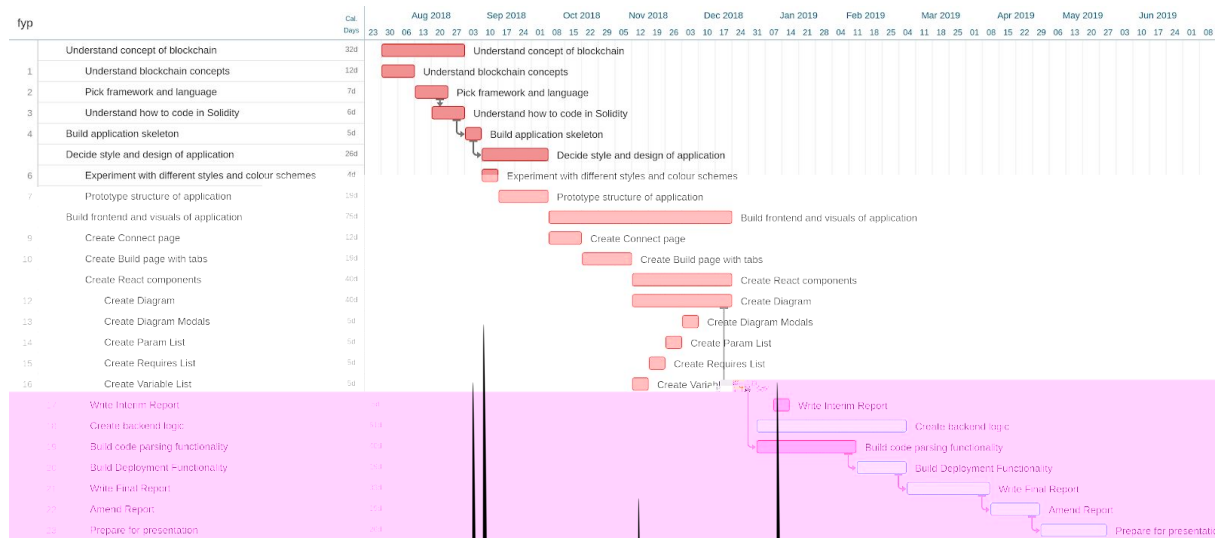 Aug 2018 Sep 2018 Oct 2018 Nov 2018 Dec 2018 Jan 2019 Feb 2019 Mar 2019 Apr 2019 May 2019 Jun 2019
fyp Cal. Days
23 30 06 13 20 27 03 10 17 24 01 08 15 22 29 05 12 19 26 03 10 17 24 31 07 14 21 28 04 11 18 25 04 11 18 25 01 08 15 22 29 06 13 20 27 03 10 17 24 01 08
Understand concept of blockchain 32d Understand concept of blockchain
1 Understand blockchain concepts 12d Understand blockchain concepts
2 Pick framework and language 7d Pick framework and language
3 Understand how to code in Solidity 6d Understand how to code in Solidity
4 Build application skeleton 5d Build application skeleton
Decide style and design of application 26d Decide style and design of application
6 Experiment with different styles and colour schemes 4d Experiment with different styles and colour schemes
7 Prototype structure of application 19d Prototype structure of application
Build frontend and visuals of application 75d Build frontend and visuals of application
9 Create Connect page 12d Create Connect page
10 Create Build page with tabs 19d Create Build page with tabs
Create React components 40d Create React components
12 Create Diagram 40d Create Diagram
13 Create Diagram Modals 5d Create Diagram Modals
14 Create Param List 5d Create Param List
15 Create Requires List 5d Create Requires List
16 Create Variable List 5d Create
Write Interim Report Write Interim Report
Create backend logic Create backend logic
Build code parsing functionality Build code parsing functionality
Build Deployment Functionality Build Deployment Functionality
Write Final Report Write Final Report
Amend Report Amend Report
Prepare for presentation Prepare for